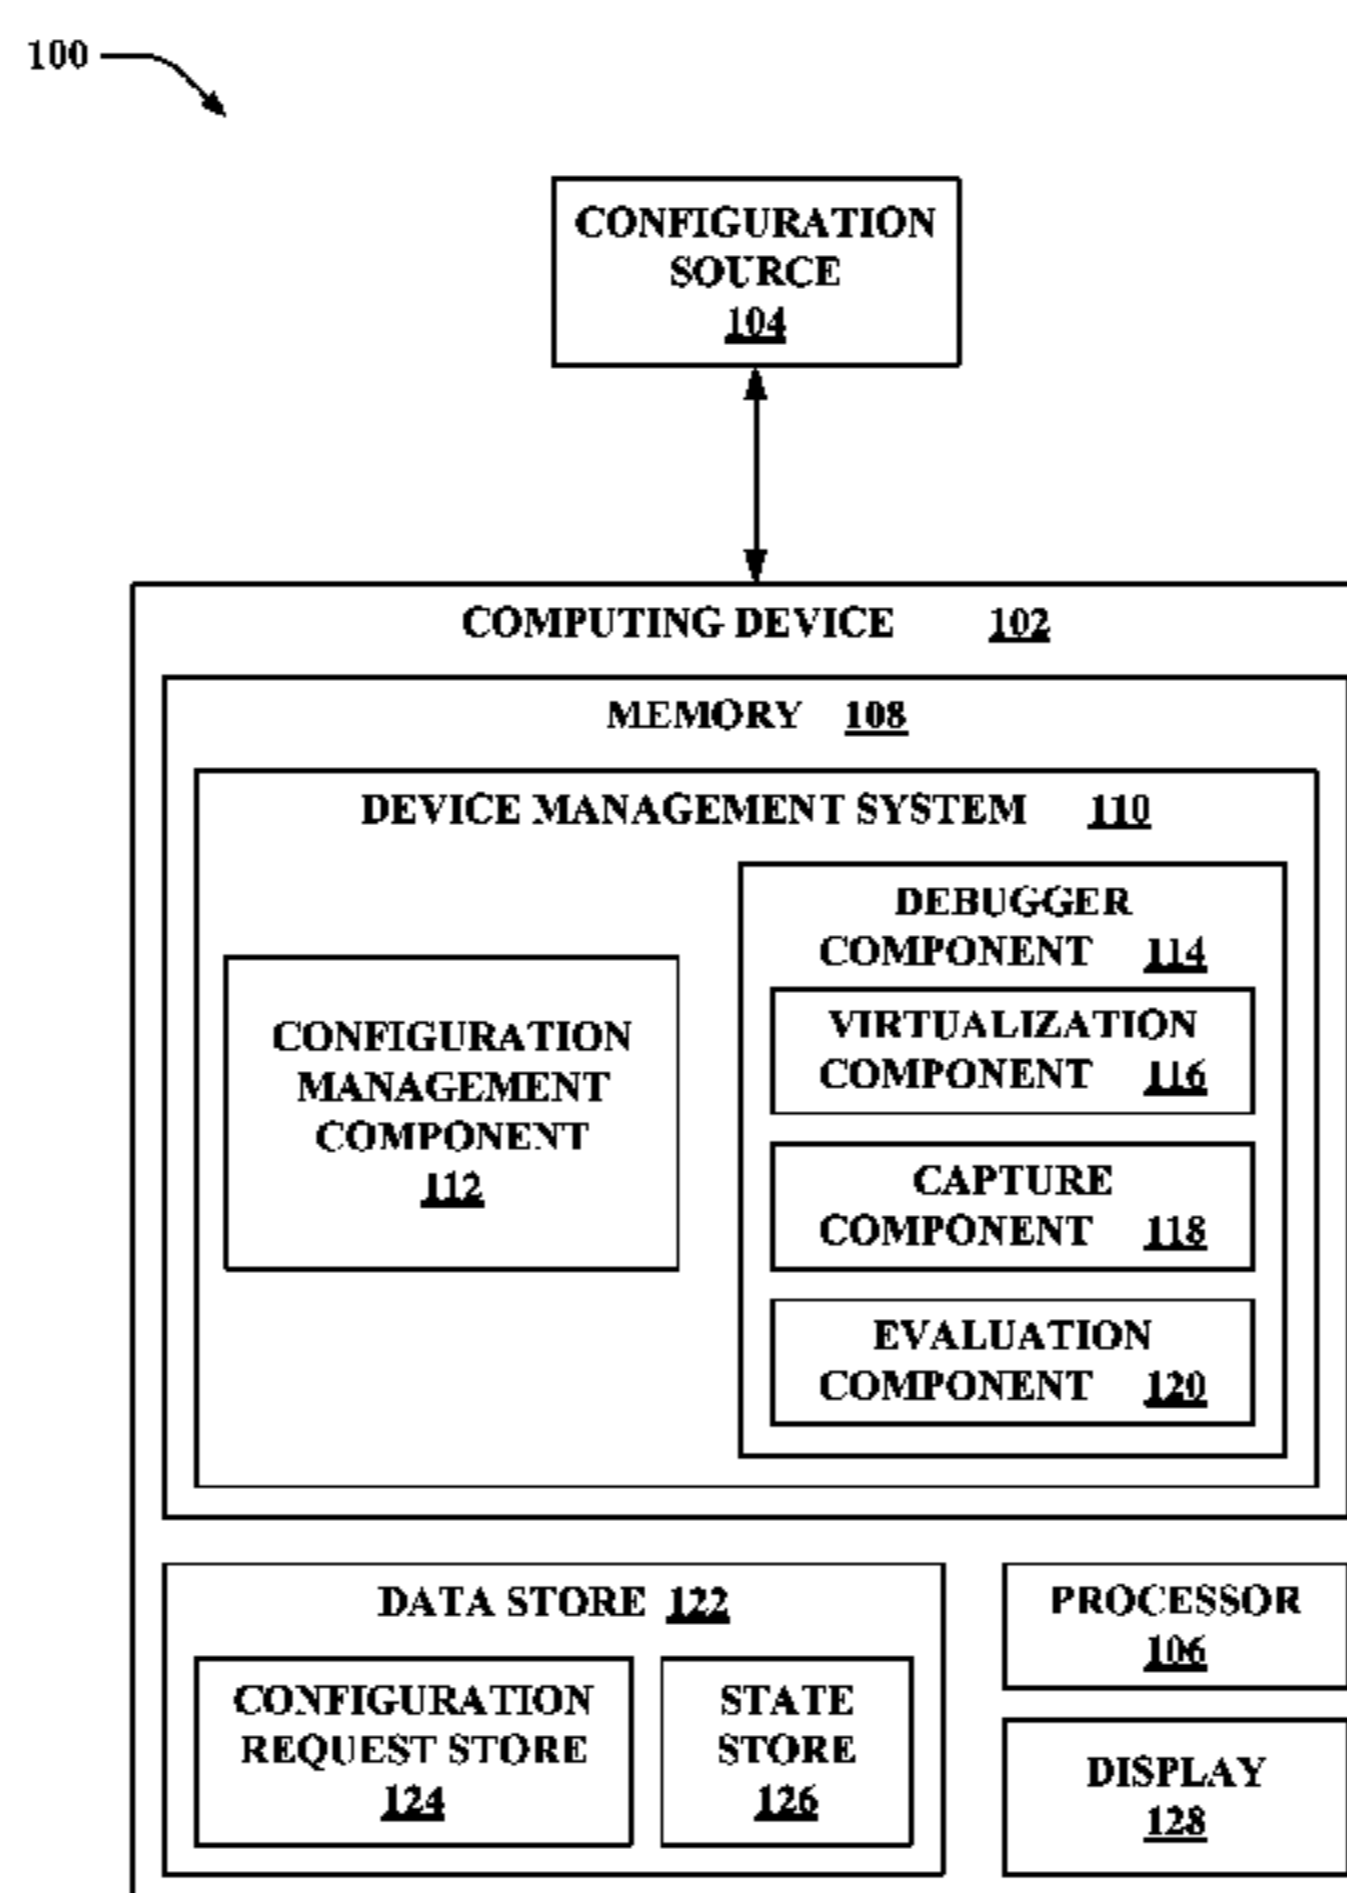 100
CONFIGURATION
SOURCE
104
COMPUTING DEVICE 102
MEMORY 108
DEVICE MANAGEMENT SYSTEM 110
CONFIGURATION
MANAGEMENT
COMPONENT
112
DEBUGGER
COMPONENT 114
VIRTUALIZATION
COMPONENT 116
CAPTURE
COMPONENT 118
EVALUATION
COMPONENT 120
DATA STORE 122
CONFIGURATION
REQUEST STORE
124
STATE
STORE
126
PROCESSOR
106
DISPLAY
128